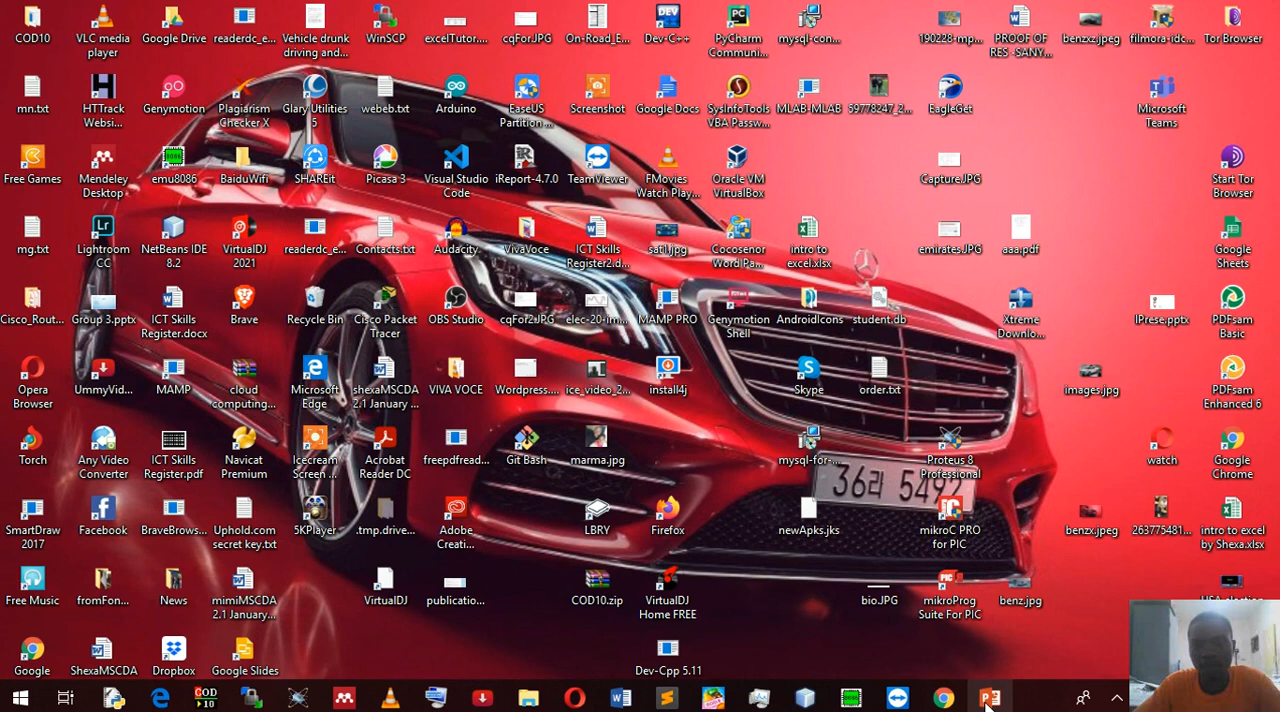 COD10
VLC media
player
Google Drive
readerdc_e...
Vehicle drunk
driving and...
WinSCP
excelTutor....
cqFor.JPG
On-Road_E...
Dev-C++
PyCharm
Communi...
mysql-con...
190228-mp...
PROOF OF
RES -SANY...
benzxz.jpeg
filmora-idc...
Tor Browser
mn.txt
HTTrack
Websi...
Genymotion
Plagiarism
Checker X
Glary Utilities
5
webeb.txt
Arduino
EaseUS
Partition ...
Screenshot
Google Docs
SysInfoTools
VBA Passw...
MLAB-MLAB
59778247_2...
EagleGet
Microsoft
Teams
Free Games
Mendeley
Desktop
emu8086
BaiduWifi
SHAREit
Picasa 3
Visual Studio
Code
iReport-4.7.0
TeamViewer
FMovies
Watch Play...
Oracle VM
VirtualBox
Capture.JPG
Start Tor
Browser
mg.txt
Lightroom
CC
NetBeans IDE
8.2
VirtualDJ
2021
readerdc_e...
Contacts.txt
Audacity
VivaVoce
ICT Skills
Register2.d...
sat1.jpg
Cocosenor
Word Pa...
intro to
excel.xlsx
emirates.JPG
aaa.pdf
Google
Sheets
Cisco_Rout...
Group 3.pptx
ICT Skills
Register.docx
Brave
Recycle Bin
Cisco Packet
Tracer
OBS Studio
cqFor2.JPG
elec-20-im...
MAMP PRO
Genymotion
Shell
AndroidIcons
student.db
Xtreme
Downlo...
IPrese.pptx
PDFsam
Basic
Opera
Browser
UmmyVid...
MAMP
cloud
computing...
Microsoft
Edge
shexaMSCDA
2.1 January ...
VIVA VOCE
Wordpress....
ice_video_2...
install4j
Skype
order.txt
images.jpg
PDFsam
Enhanced 6
Torch
Any Video
Converter
ICT Skills
Register.pdf
Navicat
Premium
Icecream
Screen ...
Acrobat
Reader DC
freepdfread...
Git Bash
marma.jpg
mysql-for-...
Proteus 8
Professional
watch
Google
Chrome
SmartDraw
2017
Facebook
BraveBrows...
Uphold.com
secret key.txt
5KPlayer
.tmp.drive...
Adobe
Creati...
LBRY
Firefox
newApks.jks
mikroC PRO
for PIC
benzx.jpeg
263775481...
intro to excel
by Shexa.xlsx
Free Music
fromFon...
News
mimiMSCDA
2.1 January...
VirtualDJ
publicatio...
COD10.zip
VirtualDJ
Home FREE
bio.JPG
mikroProg
Suite For PIC
benz.jpg
Google
ShexaMSCDA
Dropbox
Google Slides
Dev-Cpp 5.11